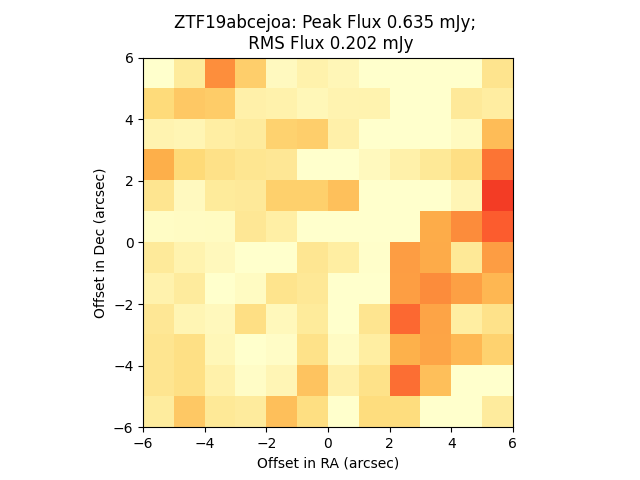 ZTF19abcejoa: Peak Flux 0.635 mJy;
RMS Flux 0.202 mJy
6
4
2
0
−2
−4
−6
Offset in Dec (arcsec)
−6 −4 −2 0 2 4 6
Offset in RA (arcsec)